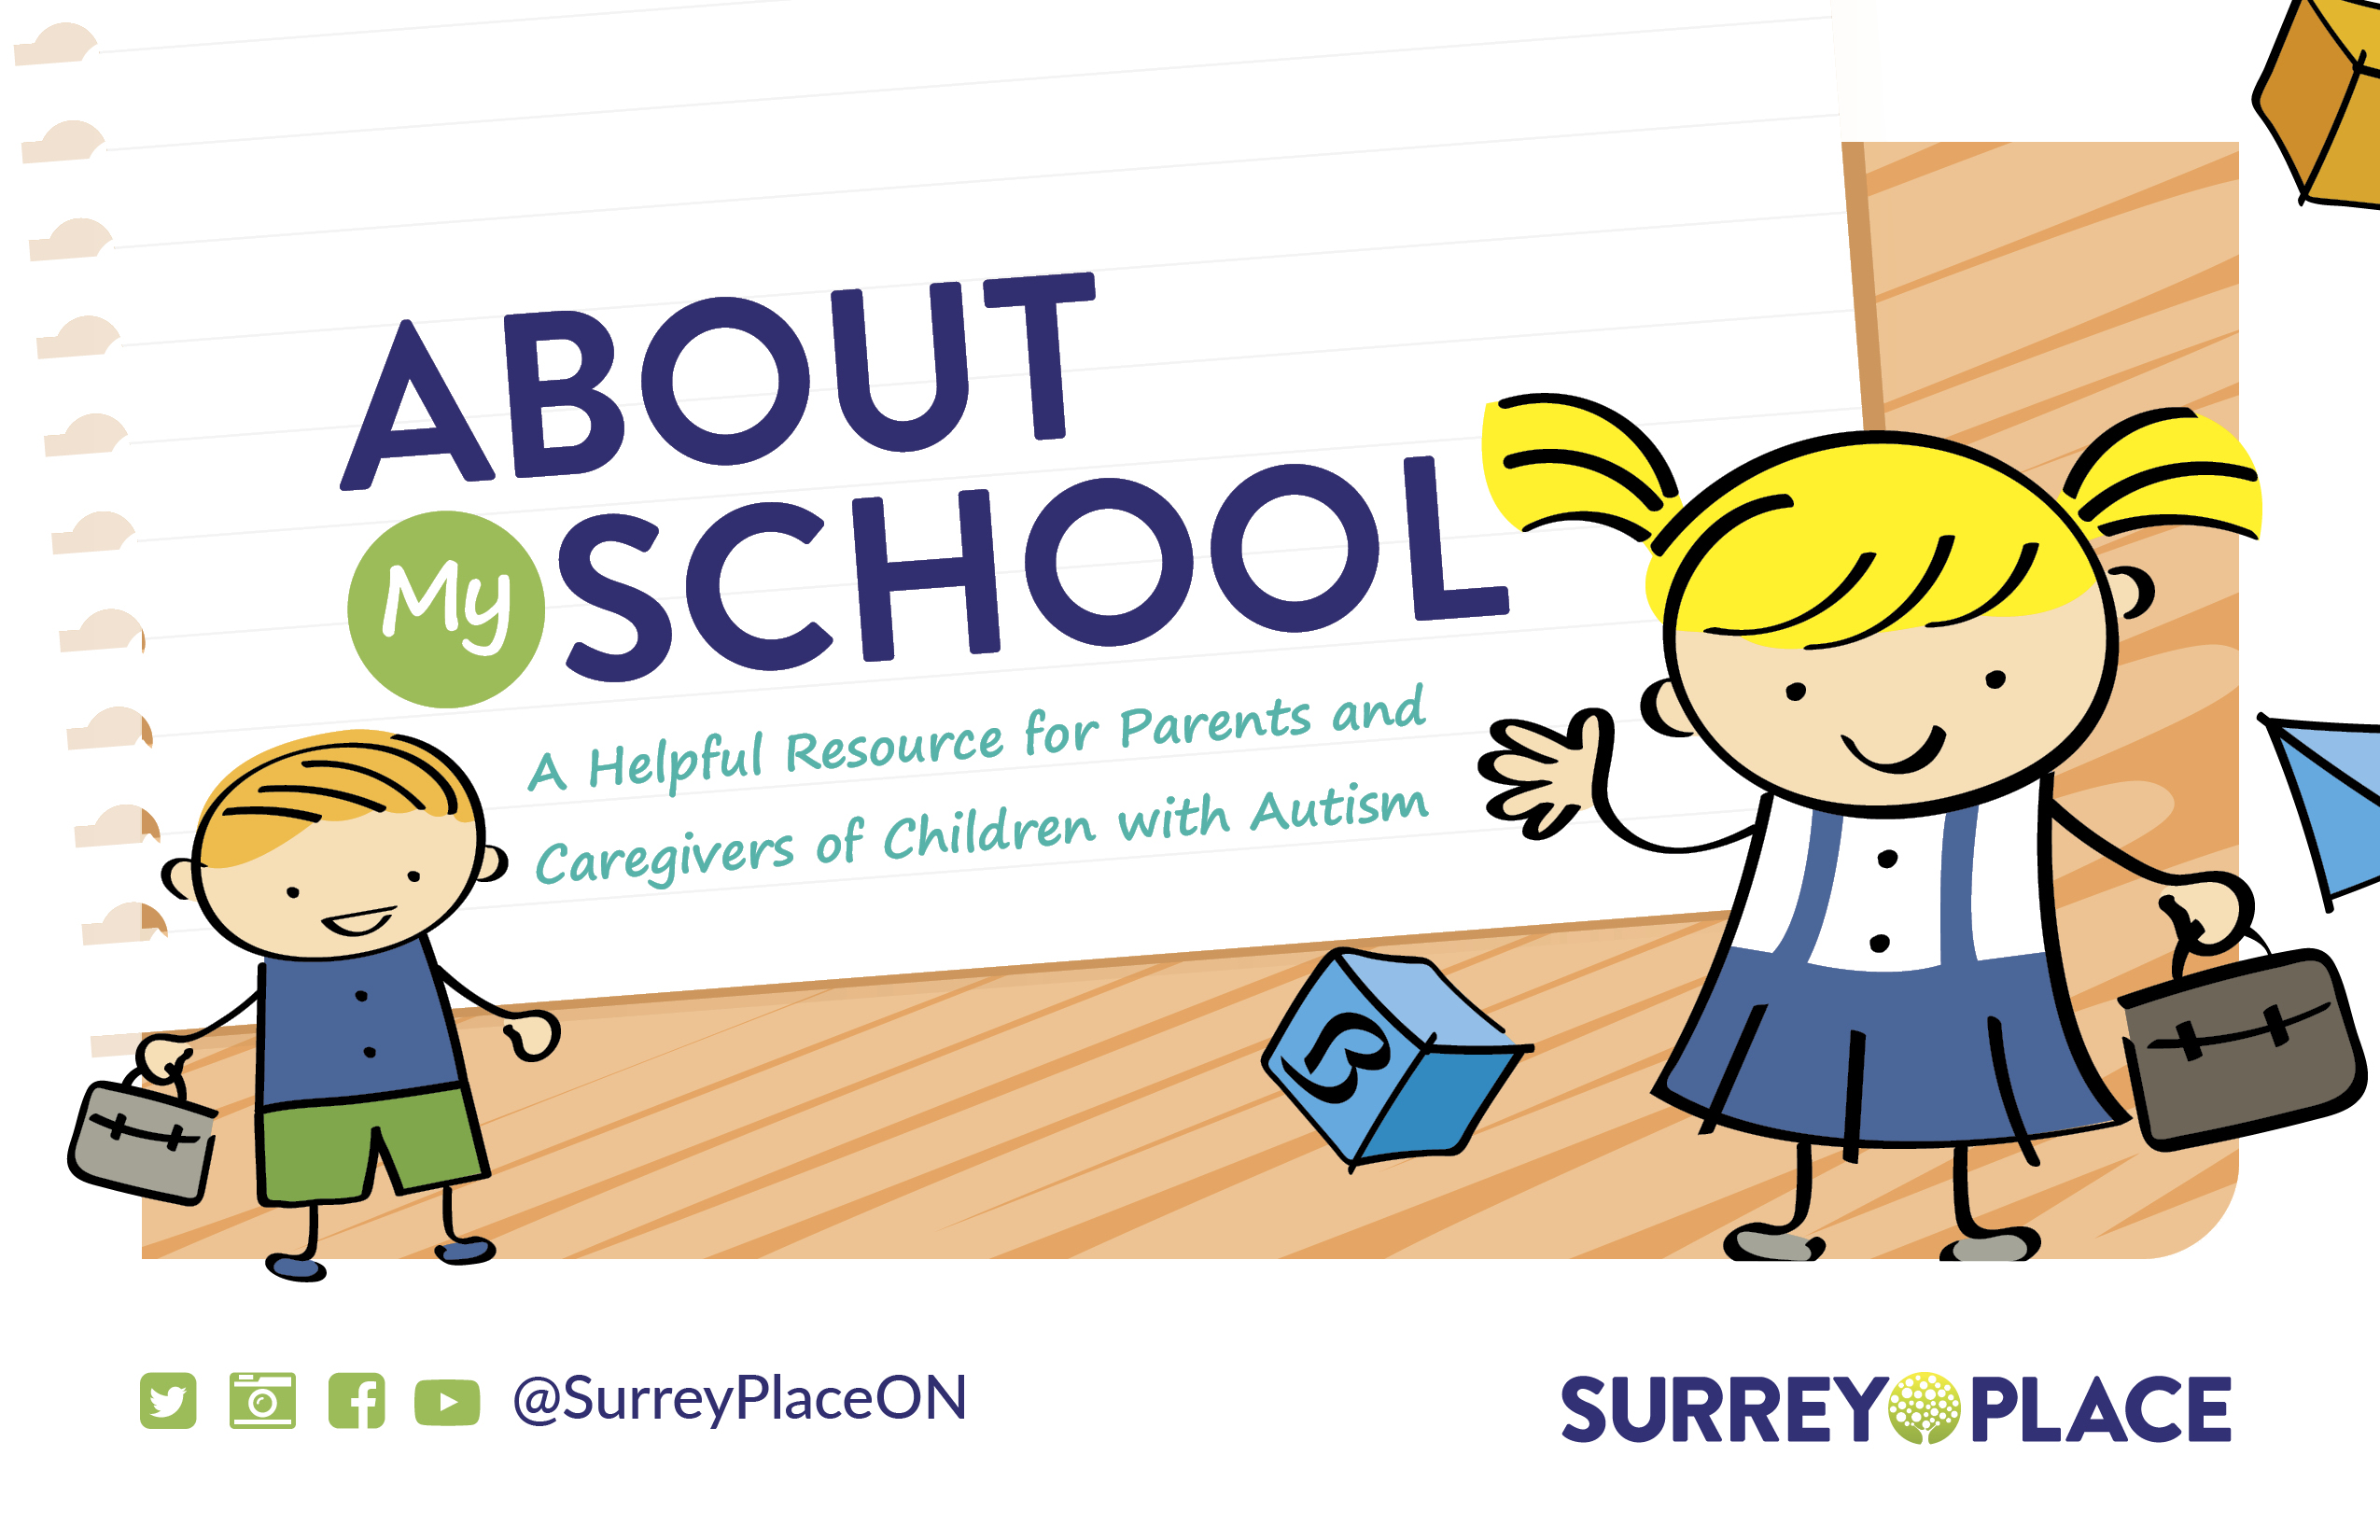 ABOUT
My SCHOOL
A Helpful Resource for Parents and
Caregivers of Children with Autism
B
@SurreyPlaceON
SURREY PLACE